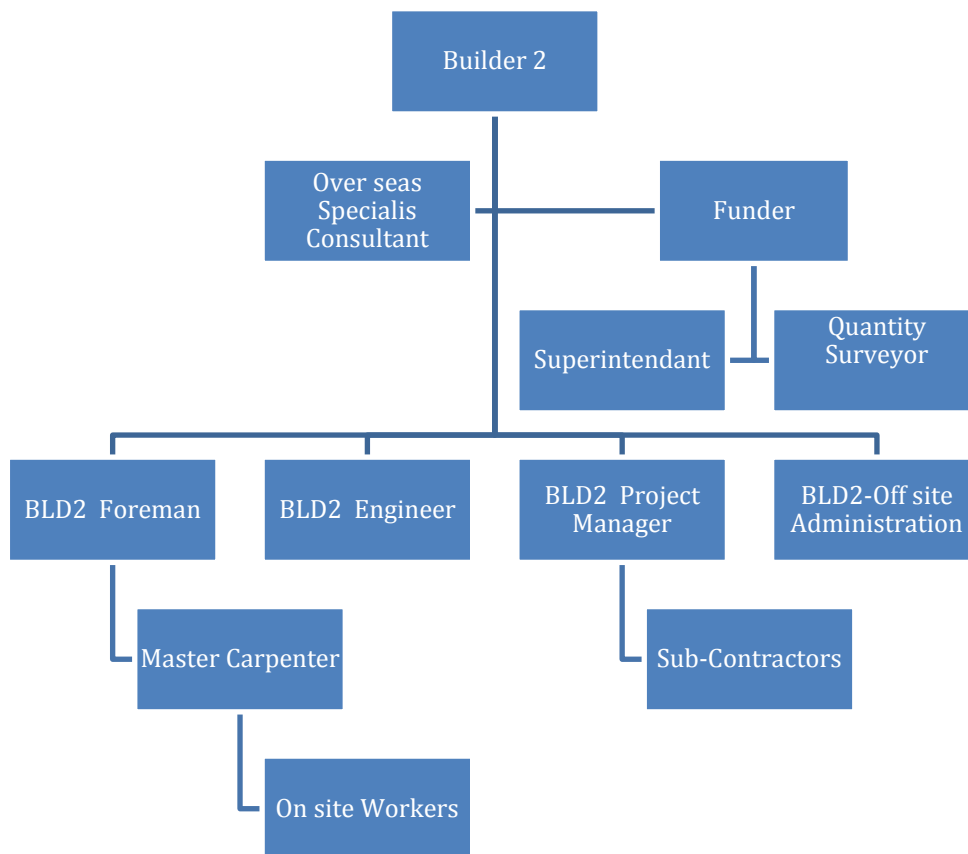 Builder 2
Over seas
Specialis
Consultant
Funder
Superintendant
Quantity
Surveyor
BLD2  Foreman
BLD2  Engineer
BLD2  Project
Manager
BLD2-Off site
Administration
Master Carpenter
Sub-Contractors
On site Workers